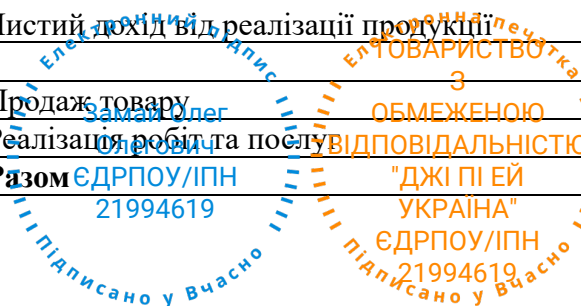 Чистий дохід від реалізації продукції
Продаж товару
Реалізація робіт та послуг
Разом
Електронний підпис
Замай Олег
Олегович
ЄДРПОУ/ІПН
21994619
Підписано у Вчасно
Електронна печатка
ТОВАРИСТВО
З
ОБМЕЖЕНОЮ
ВІДПОВІДАЛЬНІСТЮ
"ДЖІ ПІ ЕЙ
УКРАЇНА"
ЄДРПОУ/ІПН
21994619
Підписано у Вчасно